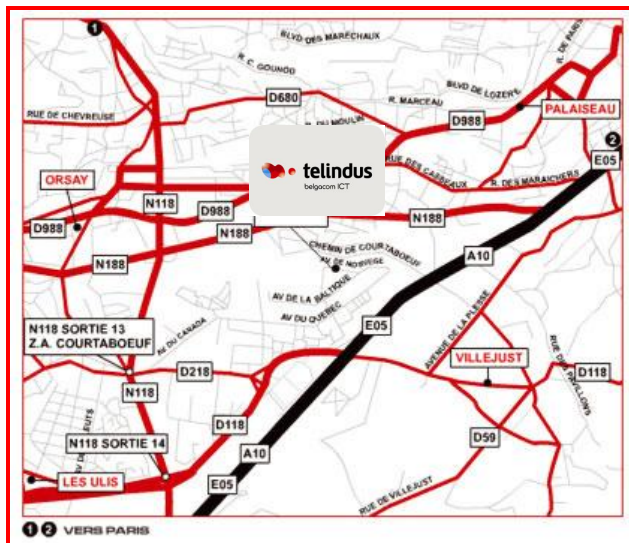 1
BLVD DES MARECHAUX
R. DE PARIS
R. C. GOUNOD
BLVD DE LOZERE
D680
R. MARCEAU
RUE DE CHEVREUSE
PALAISEAU
R. DU MOULIN
D988
2
E05
telindus
belgacom ICT
RUE DES CARREAUX
ORSAY
R. DES MARAICHERS
N118
D988
N188
D988
N188
CHEMIN DE COURTABOEUF
N188
AV. DE NORVEGE
A10
AV DE LA BALTIQUE
AV DU QUEBEC
N118 SORTIE 13
Z.A. COURTABOEUF
AV DU CANADA
E05
AVENUE DE LA PLESSE
VILLEJUST
RUE DES PAVILLONS
D218
D118
N118
D118
D59
N118 SORTIE 14
A10
LES ULIS
E05
RUE DE VILLEJUST
1 2 VERS PARIS